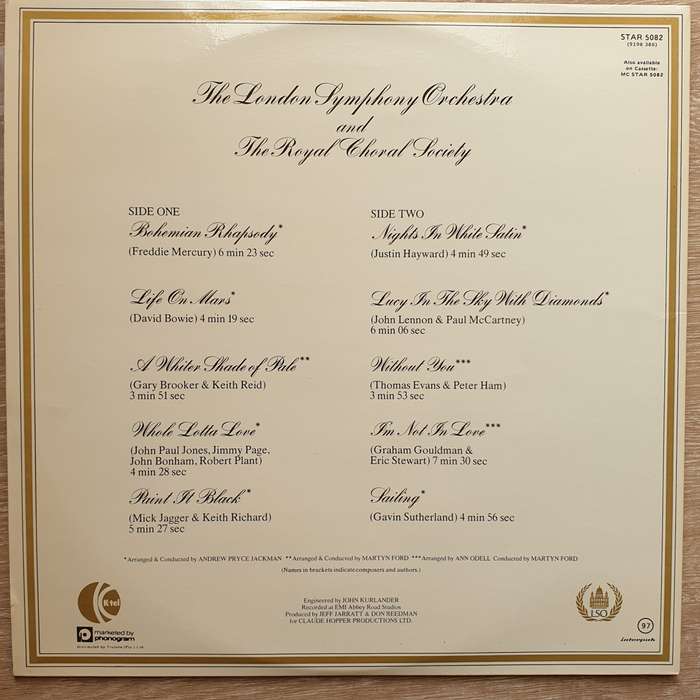 STAR 5082
(9198 386)
Also available
on Cassette:
MC STAR 5082
The London Symphony Orchestra
and
The Royal Choral Society
SIDE ONE
Bohemian Rhapsody*
(Freddie Mercury) 6 min 23 sec
Life On Mars*
(David Bowie) 4 min 19 sec
A Whiter Shade of Pale**
(Gary Brooker & Keith Reid)
3 min 51 sec
Whole Lotta Love*
(John Paul Jones, Jimmy Page,
John Bonham, Robert Plant)
4 min 28 sec
Paint It Black*
(Mick Jagger & Keith Richard)
5 min 27 sec
SIDE TWO
Nights In White Satin*
(Justin Hayward) 4 min 49 sec
Lucy In The Sky With Diamonds*
(John Lennon & Paul McCartney)
6 min 06 sec
Without You***
(Thomas Evans & Peter Ham)
3 min 53 sec
I'm Not In Love***
(Graham Gouldman &
Eric Stewart) 7 min 30 sec
Sailing*
(Gavin Sutherland) 4 min 56 sec
*Arranged & Conducted by ANDREW PRYCE JACKMAN · **Arranged & Conducted by MARTYN FORD · ***Arranged by ANN ODELL Conducted by MARTYN FORD
(Names in brackets indicate composers and authors.)
Engineered by JOHN KURLANDER
Recorded at EMI Abbey Road Studios
Produced by JEFF JARRATT & DON REEDMAN
for CLAUDE HOPPER PRODUCTIONS LTD.
K-tel
marketed by
phonogram
LSO
97
interpak